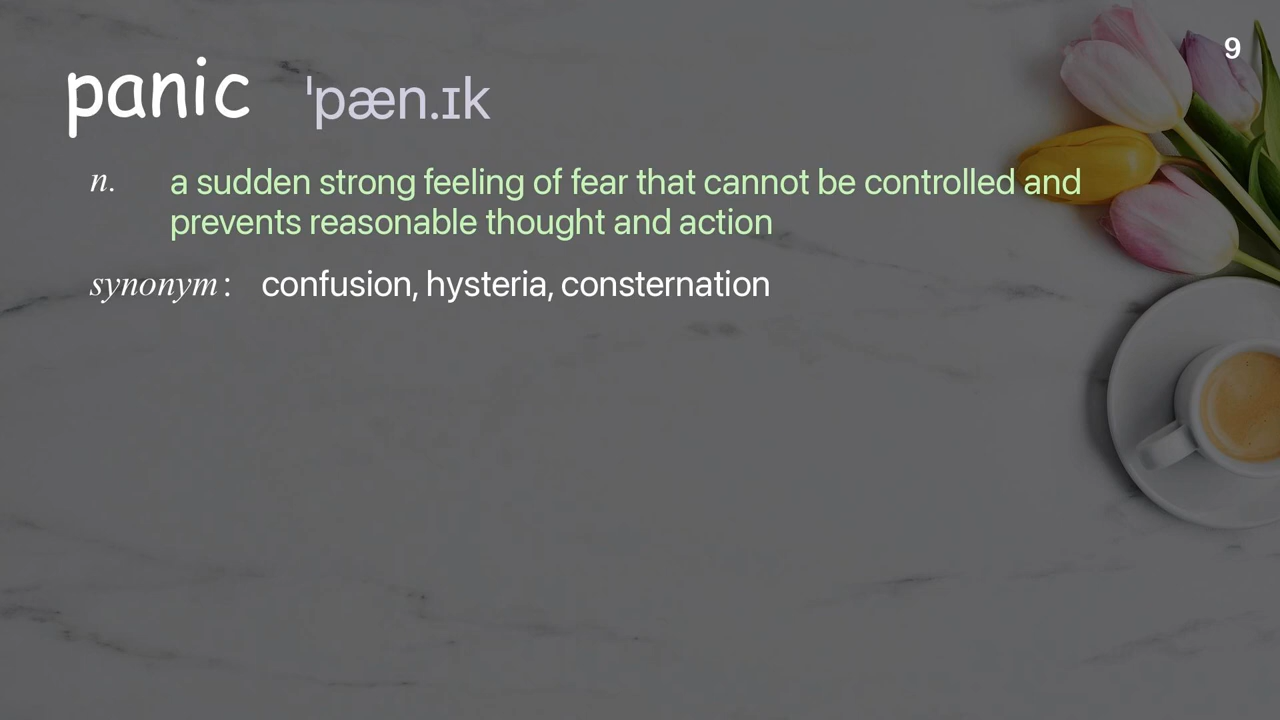 9
panic ˈpæn.ɪk
n. a sudden strong feeling of fear that cannot be controlled and
prevents reasonable thought and action
synonym: confusion, hysteria, consternation